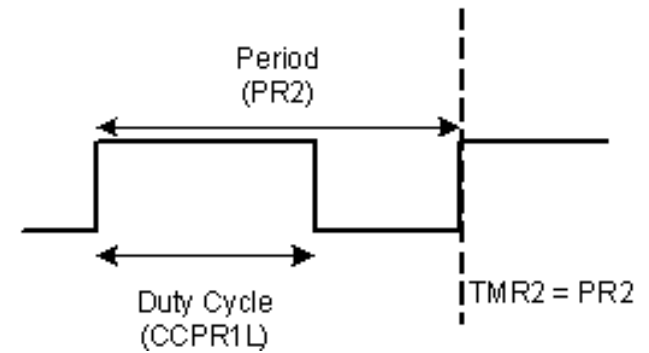 Period
(PR2)
Duty Cycle
(CCPR1L)
TMR2 = PR2